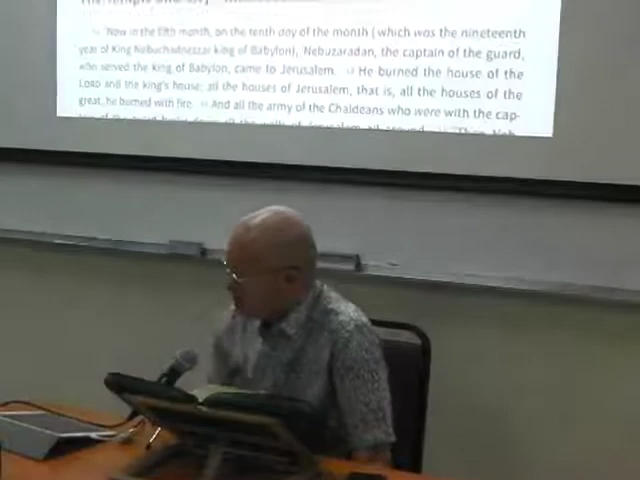 Now in the fifth month, on the tenth day of the month (which was the nineteenth
year of King Nebuchadnezzar king of Babylon), Nebuzaradan, the captain of the guard,
who served the king of Babylon, came to Jerusalem. He burned the house of the
LORD and the king's house; all the houses of Jerusalem, that is, all the houses of the
great, he burned with fire. And all the army of the Chaldeans who were with the cap-